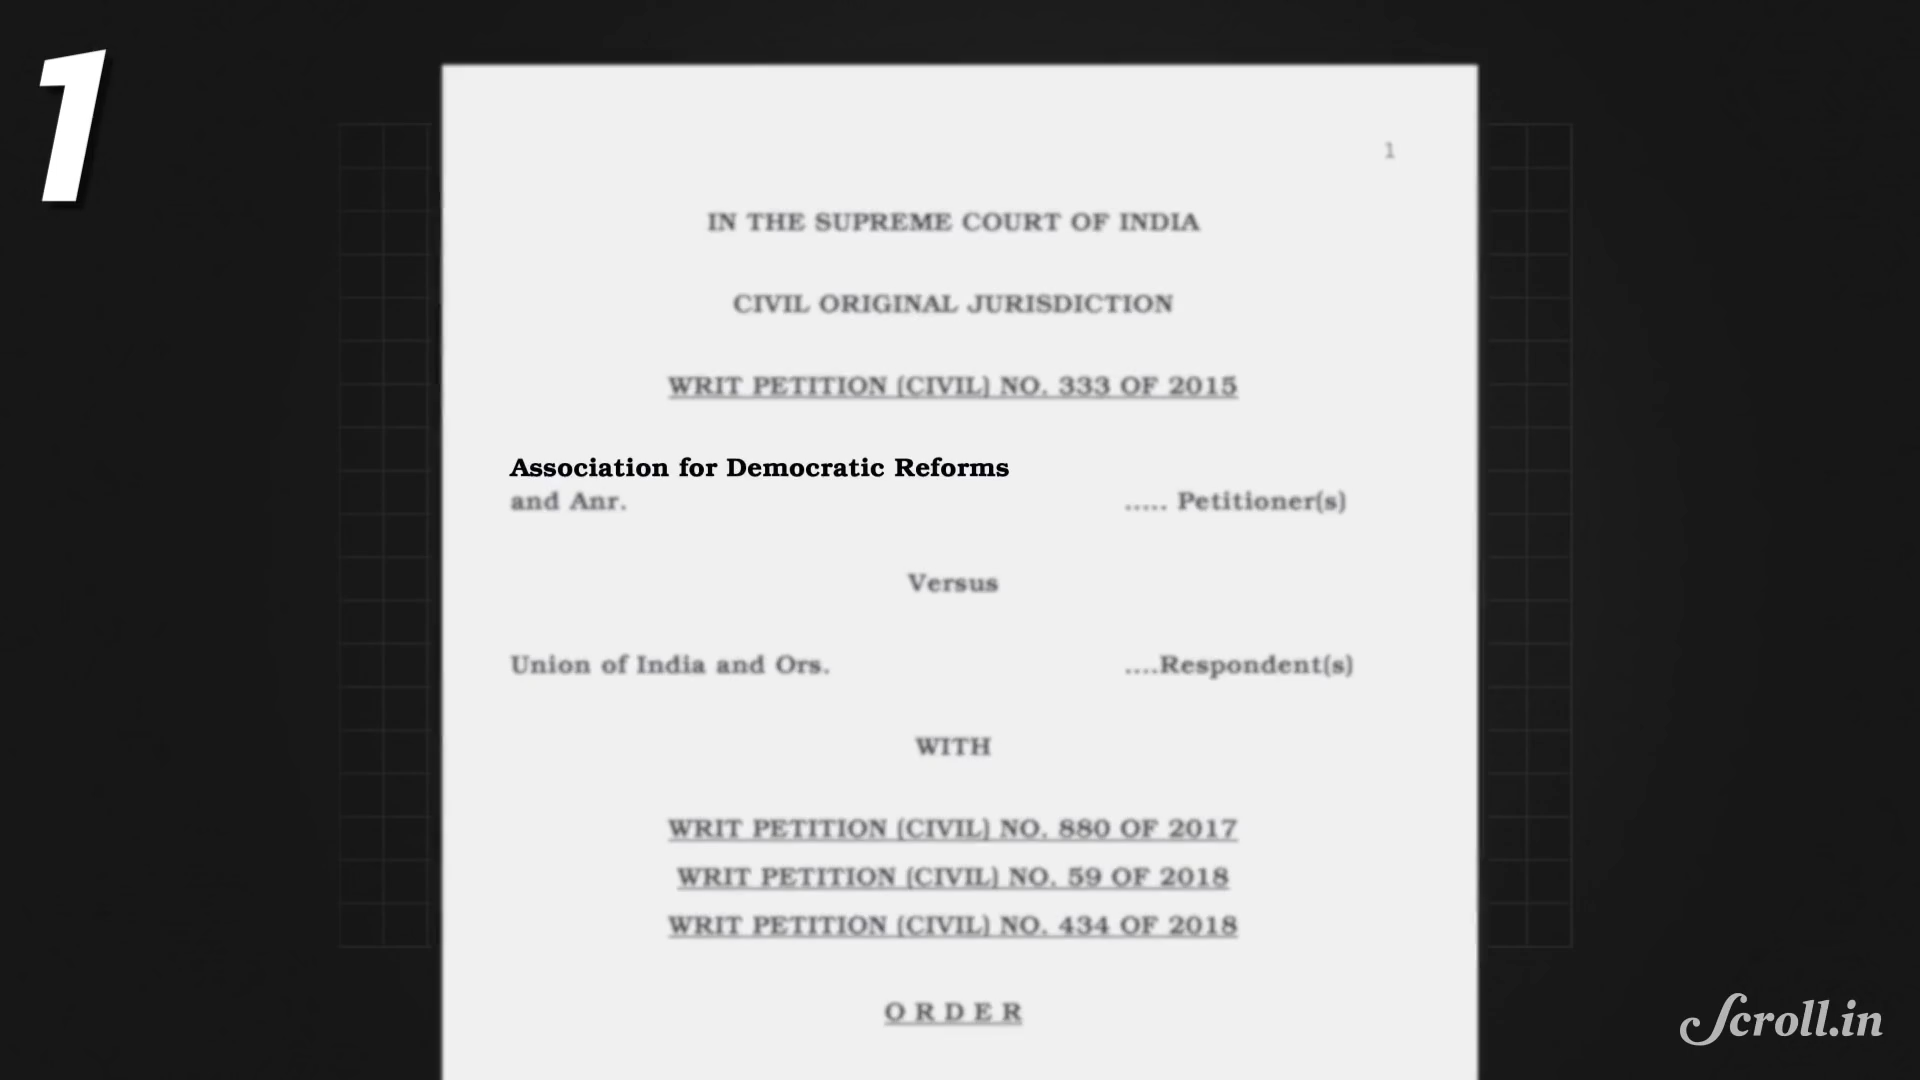 1
1
IN THE SUPREME COURT OF INDIA
CIVIL ORIGINAL JURISDICTION
WRIT PETITION (CIVIL) NO. 333 OF 2015
Association for Democratic Reforms
and Anr. ..... Petitioner(s)
Versus
Union of India and Ors. ....Respondent(s)
WITH
WRIT PETITION (CIVIL) NO. 880 OF 2017
WRIT PETITION (CIVIL) NO. 59 OF 2018
WRIT PETITION (CIVIL) NO. 434 OF 2018
O R D E R
Scroll.in